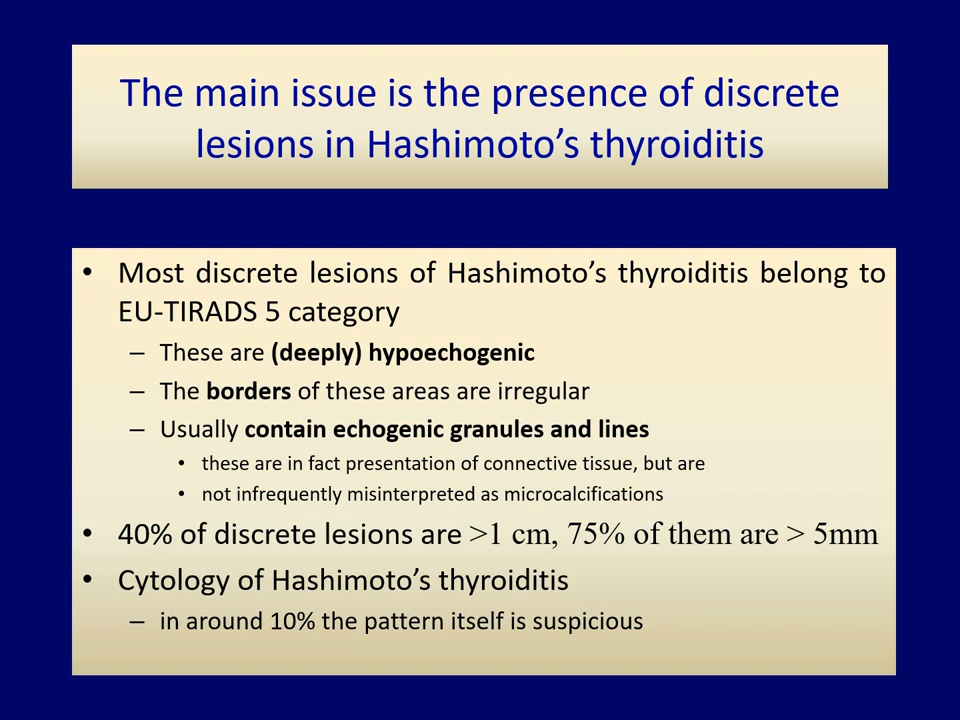 The main issue is the presence of discrete
lesions in Hashimoto’s thyroiditis
• Most discrete lesions of Hashimoto’s thyroiditis belong to
EU-TIRADS 5 category
– These are (deeply) hypoechogenic
– The borders of these areas are irregular
– Usually contain echogenic granules and lines
• these are in fact presentation of connective tissue, but are
• not infrequently misinterpreted as microcalcifications
• 40% of discrete lesions are >1 cm, 75% of them are > 5mm
• Cytology of Hashimoto’s thyroiditis
– in around 10% the pattern itself is suspicious